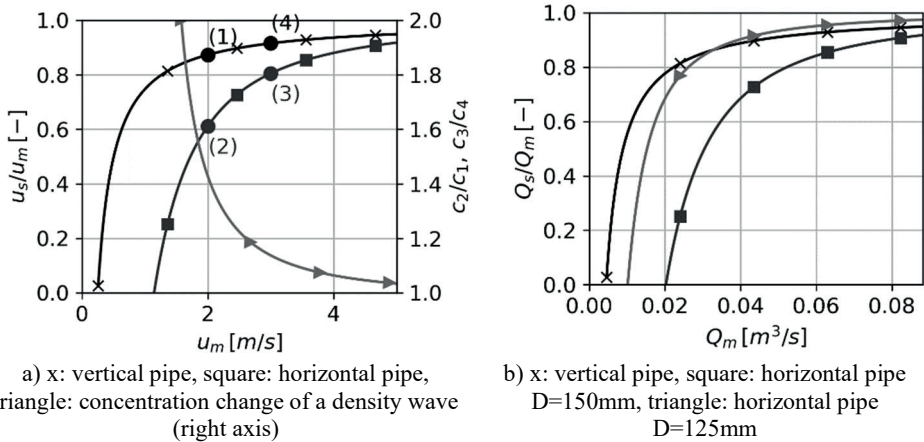 1.0
0.8
0.6
0.4
0.2
0.0
u_s/u_m [−]
(1)
(4)
(3)
(2)
2.0
1.8
1.6
1.4
1.2
1.0
c_2/c_1, c_3/c_4
0
2
4
u_m [m/s]
1.0
0.8
0.6
0.4
0.2
0.0
Q_s/Q_m [−]
0.00
0.02
0.04
0.06
0.08
Q_m [m³/s]
a) x: vertical pipe, square: horizontal pipe,
riangle: concentration change of a density wave
(right axis)
b) x: vertical pipe, square: horizontal pipe
D=150mm, triangle: horizontal pipe
D=125mm